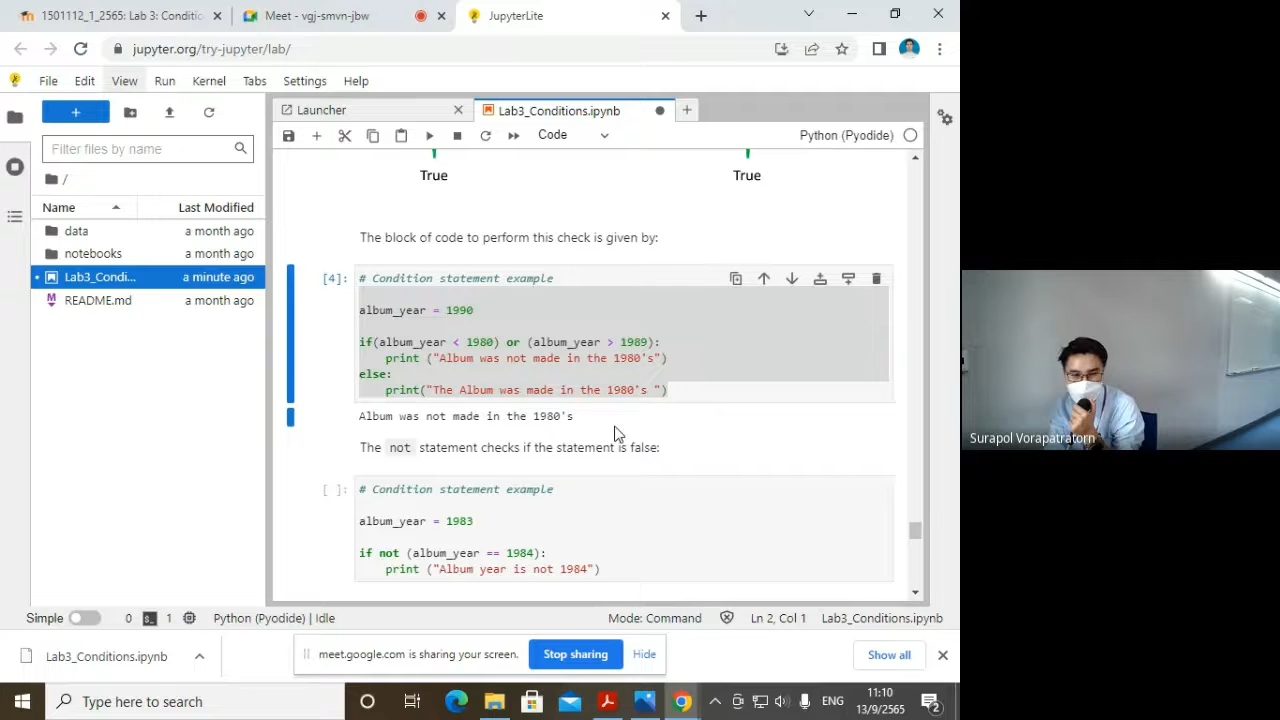 1501112_1_2565: Lab 3: Conditi
Meet - vgj-smvn-jbw
JupyterLite
jupyter.org/try-jupyter/lab/
File Edit View Run Kernel Tabs Settings Help
Launcher
Lab3_Conditions.ipynb
Filter files by name
Code
Python (Pyodide)
/
Name
Last Modified
data
a month ago
notebooks
a month ago
Lab3_Condi...
a minute ago
README.md
a month ago
True
True
The block of code to perform this check is given by:
[4]:
# Condition statement example
album_year = 1990
if(album_year < 1980) or (album_year > 1989):
print ("Album was not made in the 1980's")
else:
print("The Album was made in the 1980's ")
Album was not made in the 1980's
The not statement checks if the statement is false:
[ ]:
# Condition statement example
album_year = 1983
if not (album_year == 1984):
print ("Album year is not 1984")
Surapol Vorapatratorn
Simple
0
1
Python (Pyodide) | Idle
Mode: Command
Ln 2, Col 1
Lab3_Conditions.ipynb
Lab3_Conditions.ipynb
meet.google.com is sharing your screen.
Stop sharing
Hide
Show all
Type here to search
ENG
11:10
13/9/2565
2